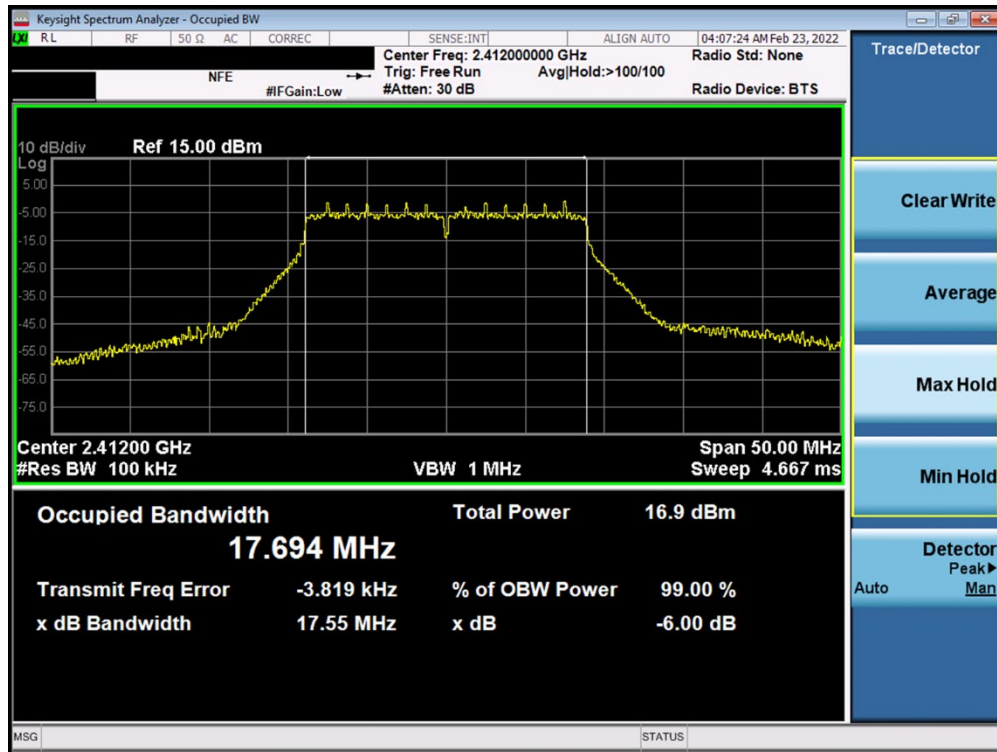 Keysight Spectrum Analyzer - Occupied BW
LXI RL RF 50 Ω AC CORREC SENSE:INT ALIGN AUTO 04:07:24 AM Feb 23, 2022
Center Freq: 2.412000000 GHz Radio Std: None
NFE Trig: Free Run Avg|Hold:>100/100
#IFGain:Low #Atten: 30 dB Radio Device: BTS
10 dB/div Ref 15.00 dBm
Log
5.00
-5.00
-15.0
-25.0
-35.0
-45.0
-55.0
-65.0
-75.0
Center 2.41200 GHz Span 50.00 MHz
#Res BW 100 kHz VBW 1 MHz Sweep 4.667 ms
Occupied Bandwidth Total Power 16.9 dBm
17.694 MHz
Transmit Freq Error -3.819 kHz % of OBW Power 99.00 %
x dB Bandwidth 17.55 MHz x dB -6.00 dB
MSG STATUS
Trace/Detector
Clear Write
Average
Max Hold
Min Hold
Detector
Peak▶
Auto Man